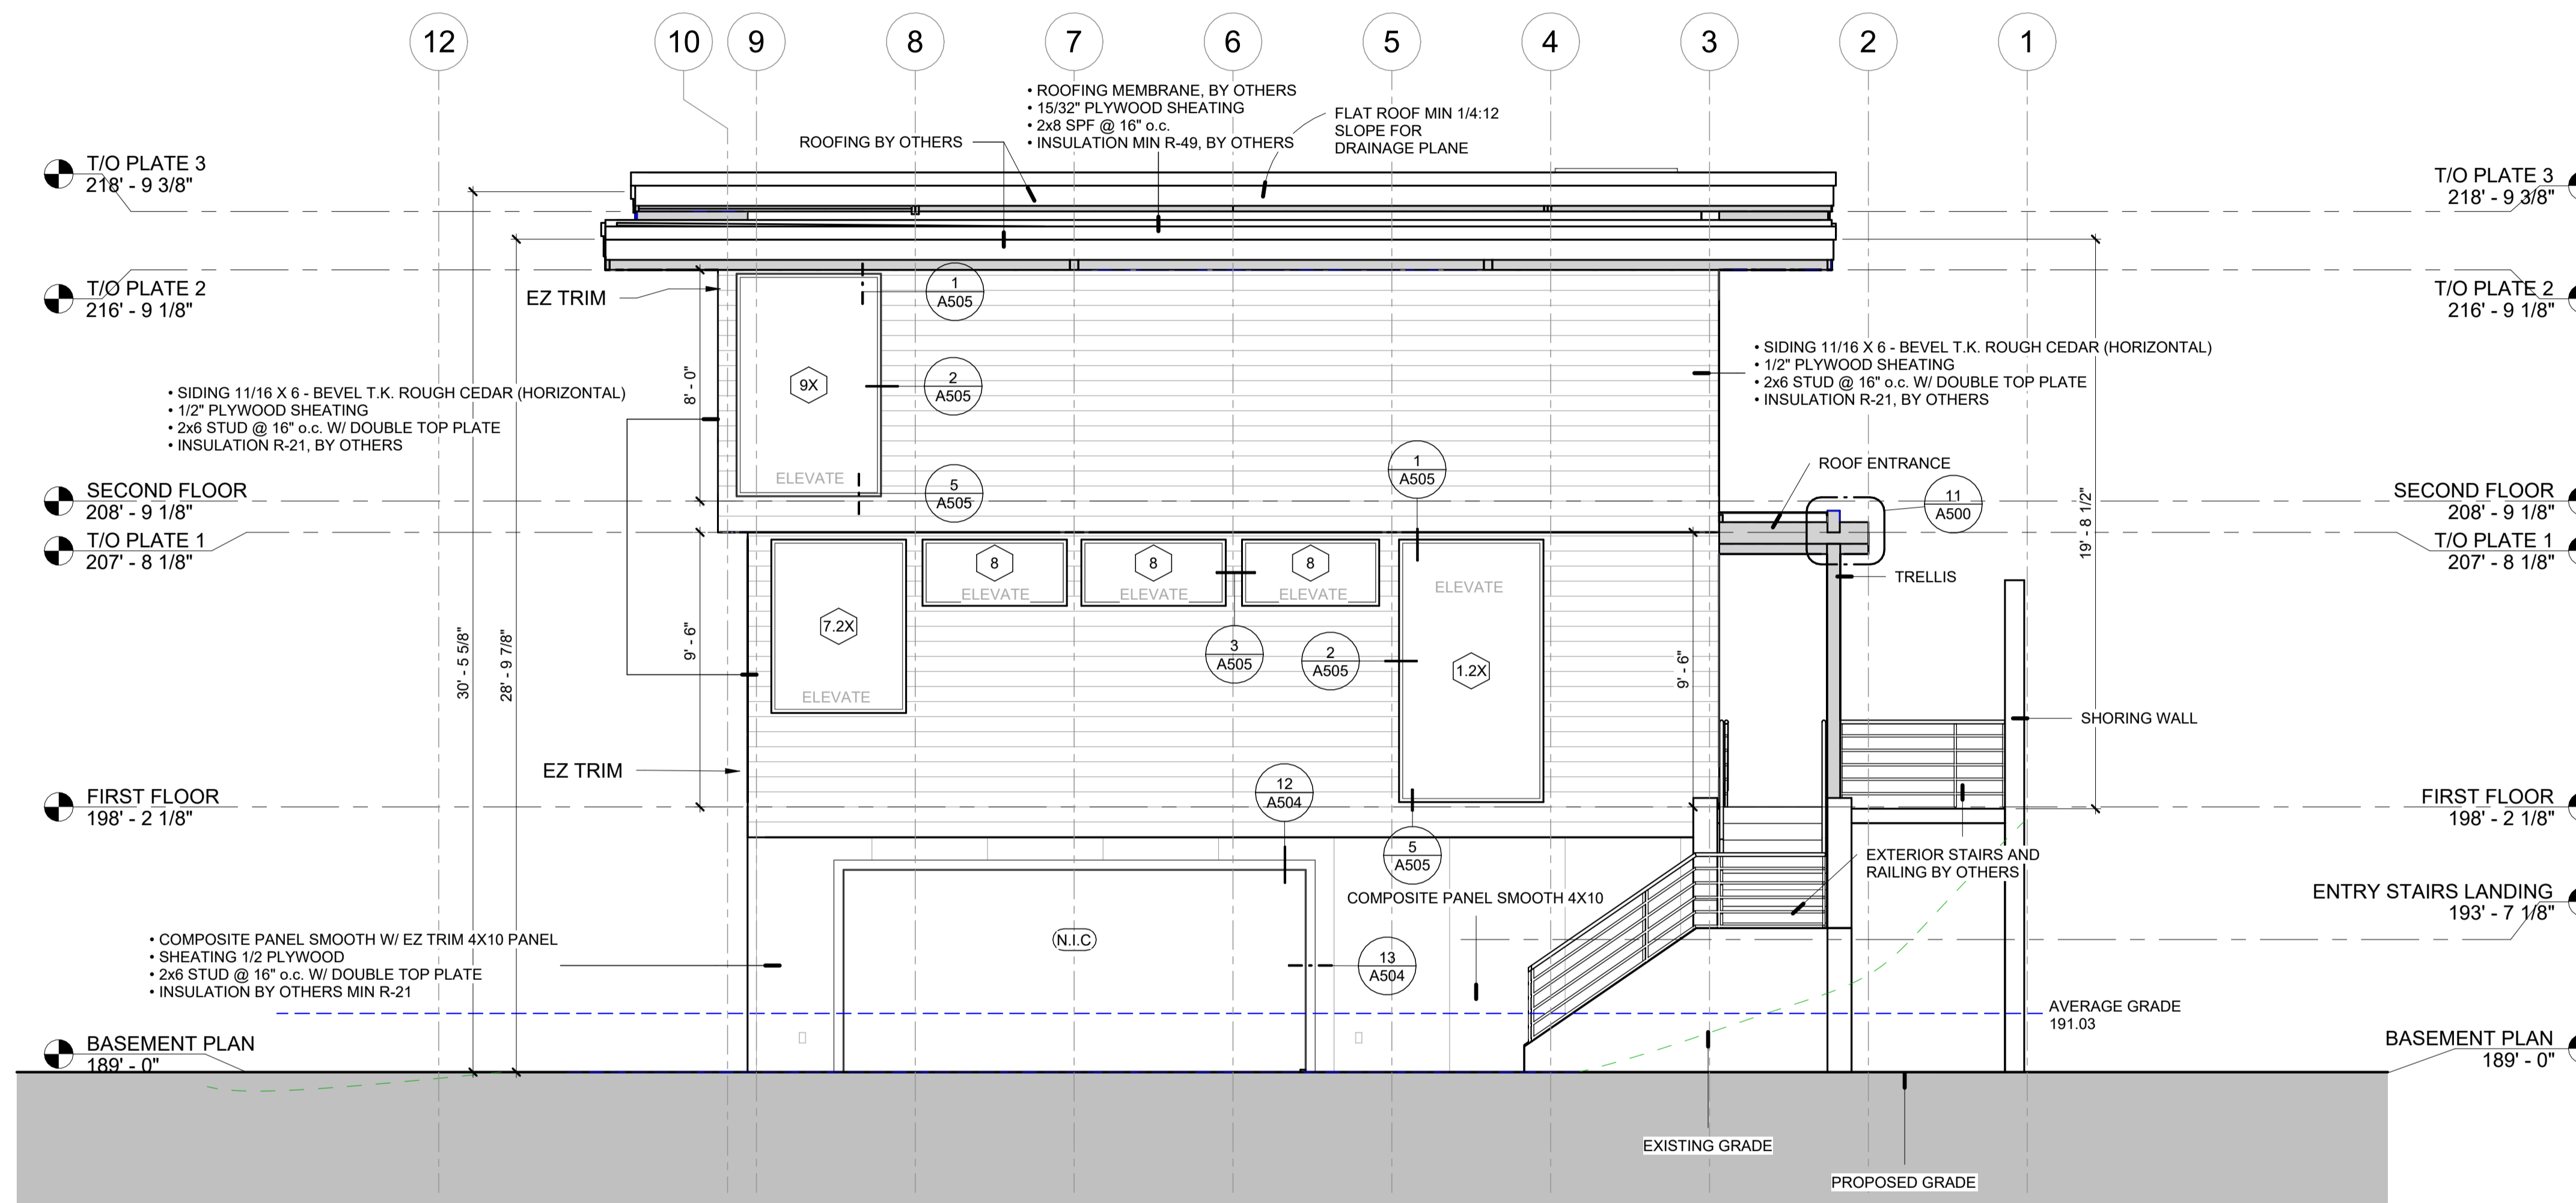 12
10
9
8
7
6
5
4
3
2
1
• ROOFING MEMBRANE, BY OTHERS
• 15/32" PLYWOOD SHEATING
• 2x8 SPF @ 16" o.c.
• INSULATION MIN R-49, BY OTHERS
FLAT ROOF MIN 1/4:12
SLOPE FOR
DRAINAGE PLANE
ROOFING BY OTHERS
T/O PLATE 3
218' - 9 3/8"
T/O PLATE 3
218' - 9 3/8"
T/O PLATE 2
216' - 9 1/8"
EZ TRIM
1
A505
T/O PLATE 2
216' - 9 1/8"
• SIDING 11/16 X 6 - BEVEL T.K. ROUGH CEDAR (HORIZONTAL)
• 1/2" PLYWOOD SHEATING
• 2x6 STUD @ 16" o.c. W/ DOUBLE TOP PLATE
• INSULATION R-21, BY OTHERS
8' - 0"
9X
2
A505
• SIDING 11/16 X 6 - BEVEL T.K. ROUGH CEDAR (HORIZONTAL)
• 1/2" PLYWOOD SHEATING
• 2x6 STUD @ 16" o.c. W/ DOUBLE TOP PLATE
• INSULATION R-21, BY OTHERS
ELEVATE
5
A505
1
A505
ROOF ENTRANCE
11
A500
SECOND FLOOR
208' - 9 1/8"
SECOND FLOOR
208' - 9 1/8"
T/O PLATE 1
207' - 8 1/8"
T/O PLATE 1
207' - 8 1/8"
19' - 8 1/2"
8
ELEVATE
8
ELEVATE
8
ELEVATE
ELEVATE
TRELLIS
30' - 5 5/8"
28' - 9 7/8"
9' - 6"
7.2X
ELEVATE
3
A505
2
A505
1.2X
9' - 6"
SHORING WALL
EZ TRIM
12
A504
FIRST FLOOR
198' - 2 1/8"
FIRST FLOOR
198' - 2 1/8"
5
A505
EXTERIOR STAIRS AND
RAILING BY OTHERS
COMPOSITE PANEL SMOOTH 4X10
ENTRY STAIRS LANDING
193' - 7 1/8"
• COMPOSITE PANEL SMOOTH W/ EZ TRIM 4X10 PANEL
• SHEATING 1/2 PLYWOOD
• 2x6 STUD @ 16" o.c. W/ DOUBLE TOP PLATE
• INSULATION BY OTHERS MIN R-21
N.I.C
13
A504
AVERAGE GRADE
191.03
BASEMENT PLAN
189' - 0"
BASEMENT PLAN
189' - 0"
EXISTING GRADE
PROPOSED GRADE